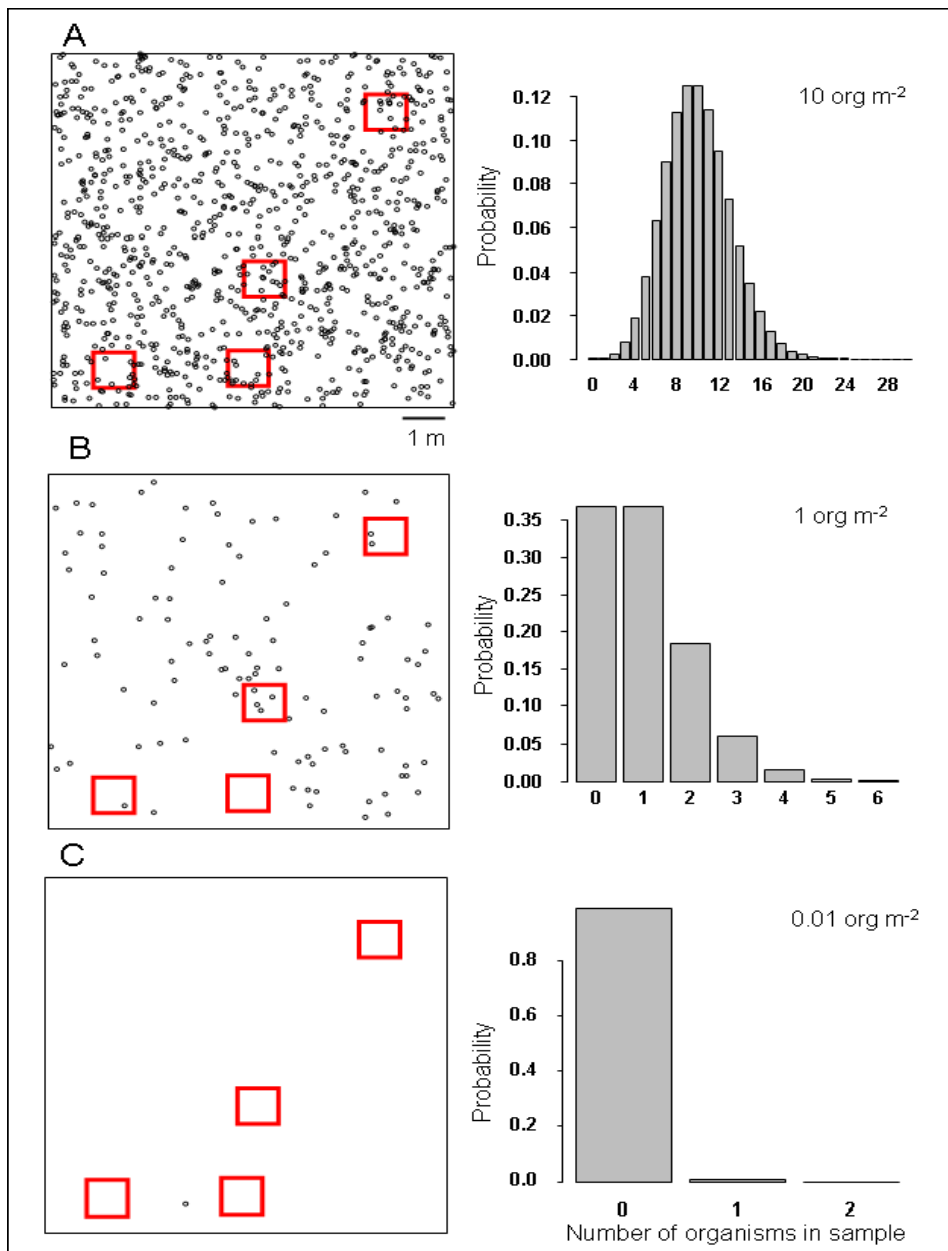 A
10 org m-2
Probability
0.12
0.10
0.08
0.06
0.04
0.02
0.00
0 4 8 12 16 20 24 28
1 m
B
1 org m-2
Probability
0.35
0.30
0.25
0.20
0.15
0.10
0.05
0.00
0 1 2 3 4 5 6
C
0.01 org m-2
Probability
0.8
0.6
0.4
0.2
0.0
0 1 2
Number of organisms in sample